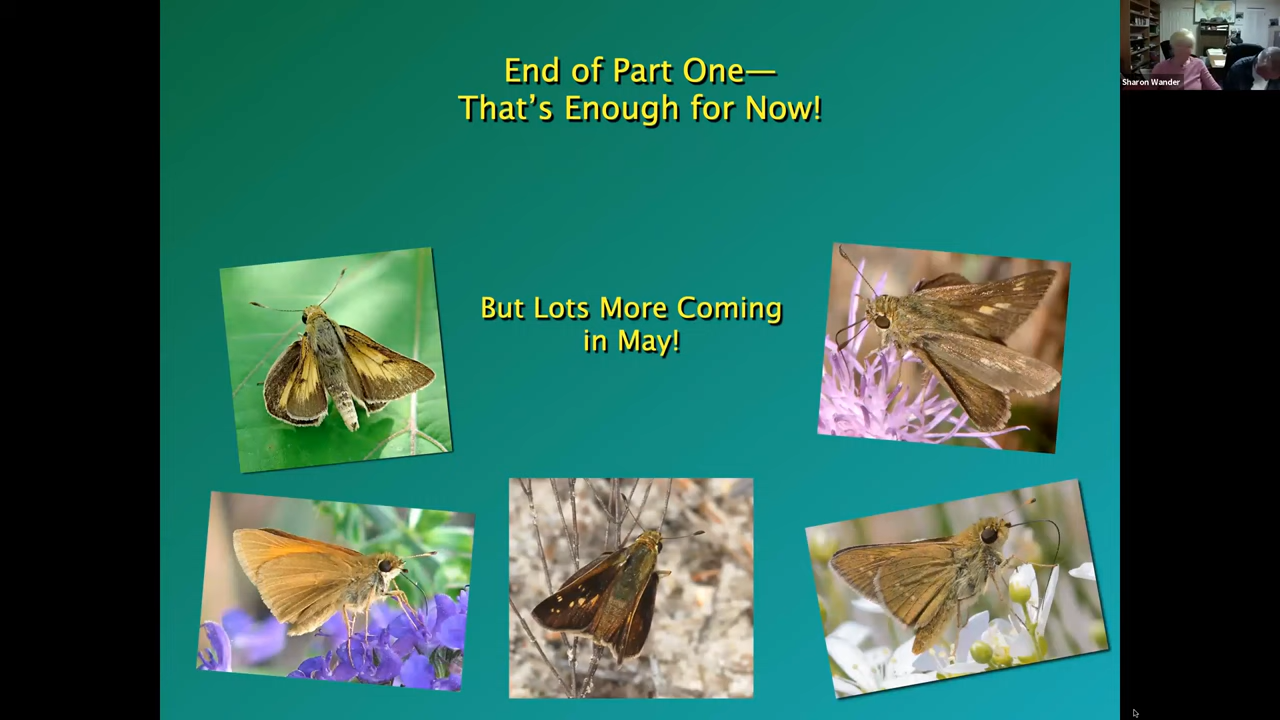 End of Part One—
That's Enough for Now!
Sharon Wander
But Lots More Coming
in May!